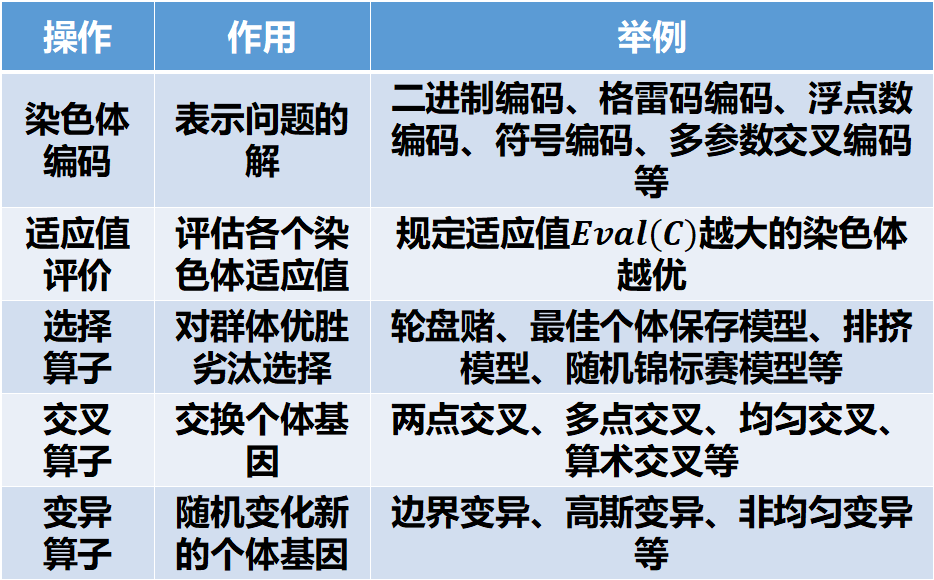 操作
作用
举例
染色体
编码
表示问题的
解
二进制编码、格雷码编码、浮点数
编码、符号编码、多参数交叉编码
等
适应值
评价
评估各个染
色体适应值
规定适应值Eval(C)越大的染色体
越优
选择
算子
对群体优胜
劣汰选择
轮盘赌、最佳个体保存模型、排挤
模型、随机锦标赛模型等
交叉
算子
交换个体基
因
两点交叉、多点交叉、均匀交叉、
算术交叉等
变异
算子
随机变化新
的个体基因
边界变异、高斯变异、非均匀变异
等